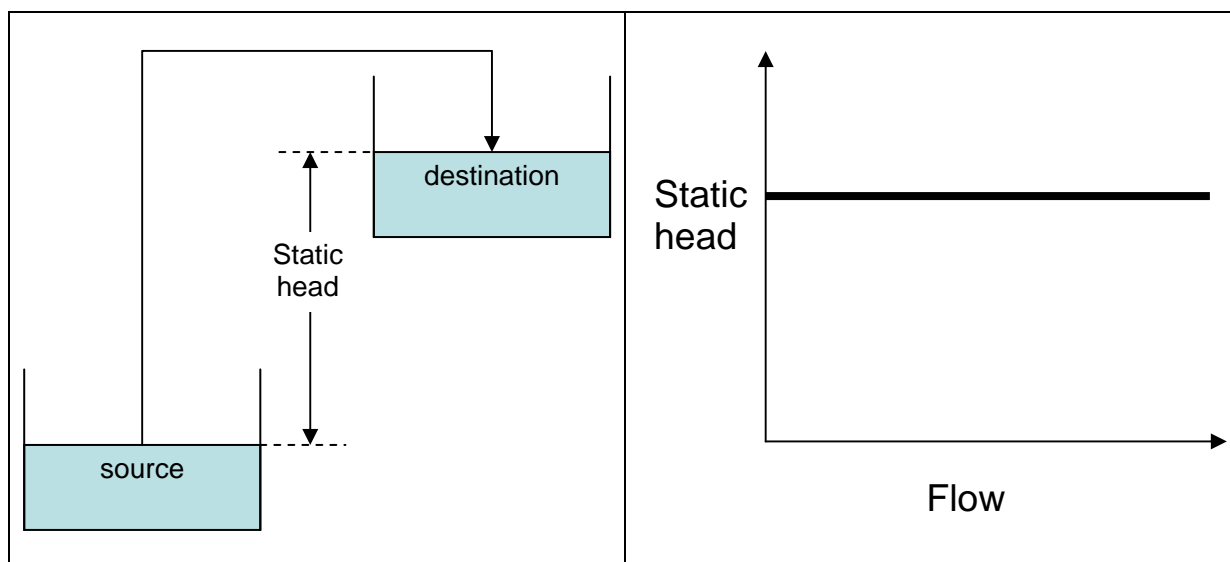 destination
Static
head
source
Static
head
Flow